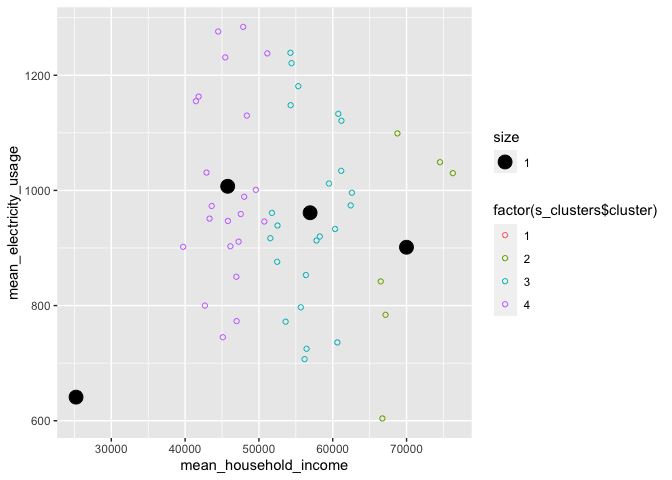 1200
1000
800
600
mean_electricity_usage
30000 40000 50000 60000 70000
mean_household_income
size
1
factor(s_clusters$cluster)
1
2
3
4